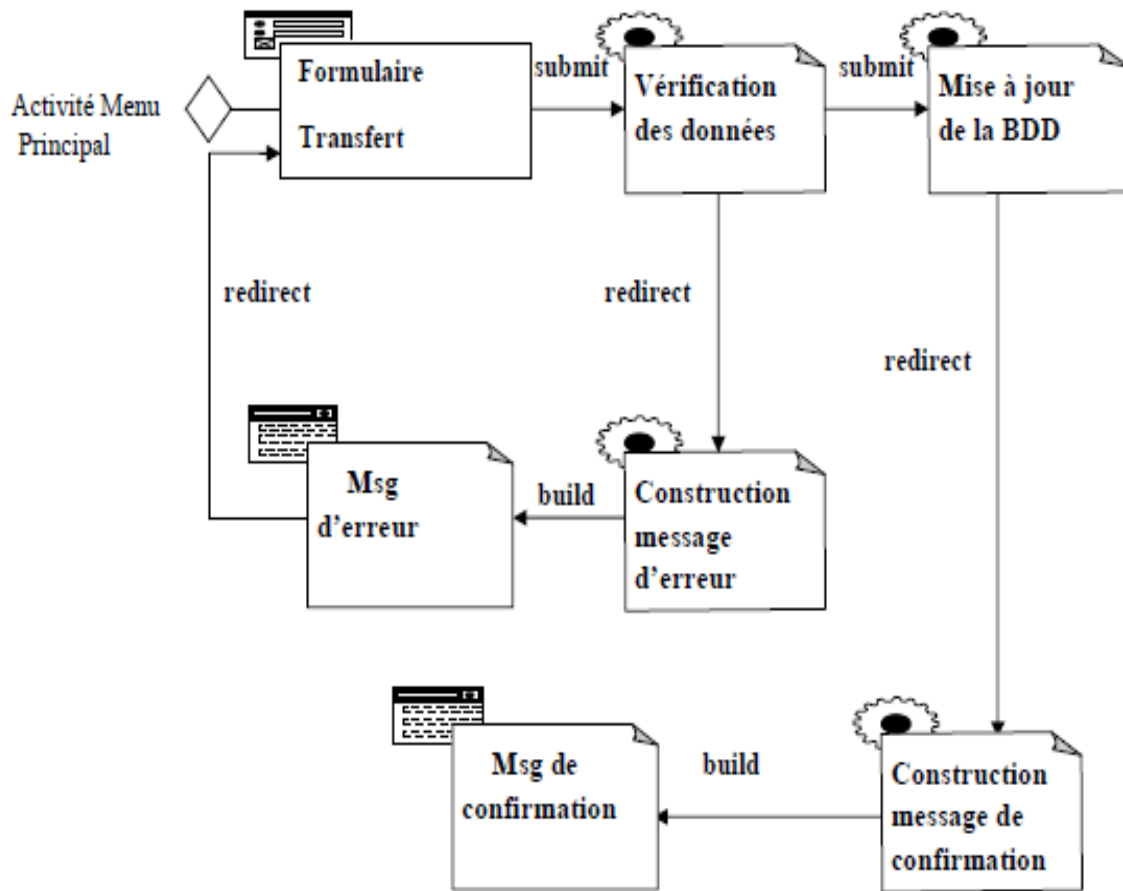 Activité Menu
Principal
Formulaire
Transfert
submit
Vérification
des données
submit
Mise à jour
de la BDD
redirect
redirect
redirect
Msg
d'erreur
build
Construction
message
d'erreur
Msg de
confirmation
build
Construction
message de
confirmation